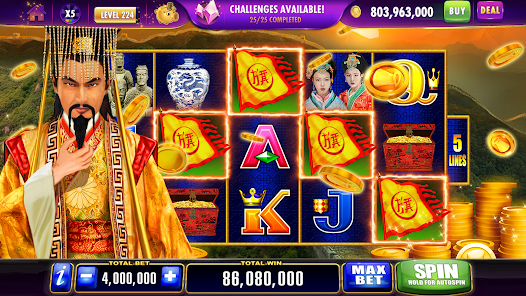 X5
LEVEL 224
CHALLENGES AVAILABLE!
25/25 COMPLETED
803,963,000
BUY
DEAL
旗
Q
旗
A
旗
旗
5
LINES
K
J
旗
TOTAL BET
TOTAL WIN
i
-
4,000,000
+
86,080,000
MAX
BET
SPIN
HOLD FOR AUTOSPIN